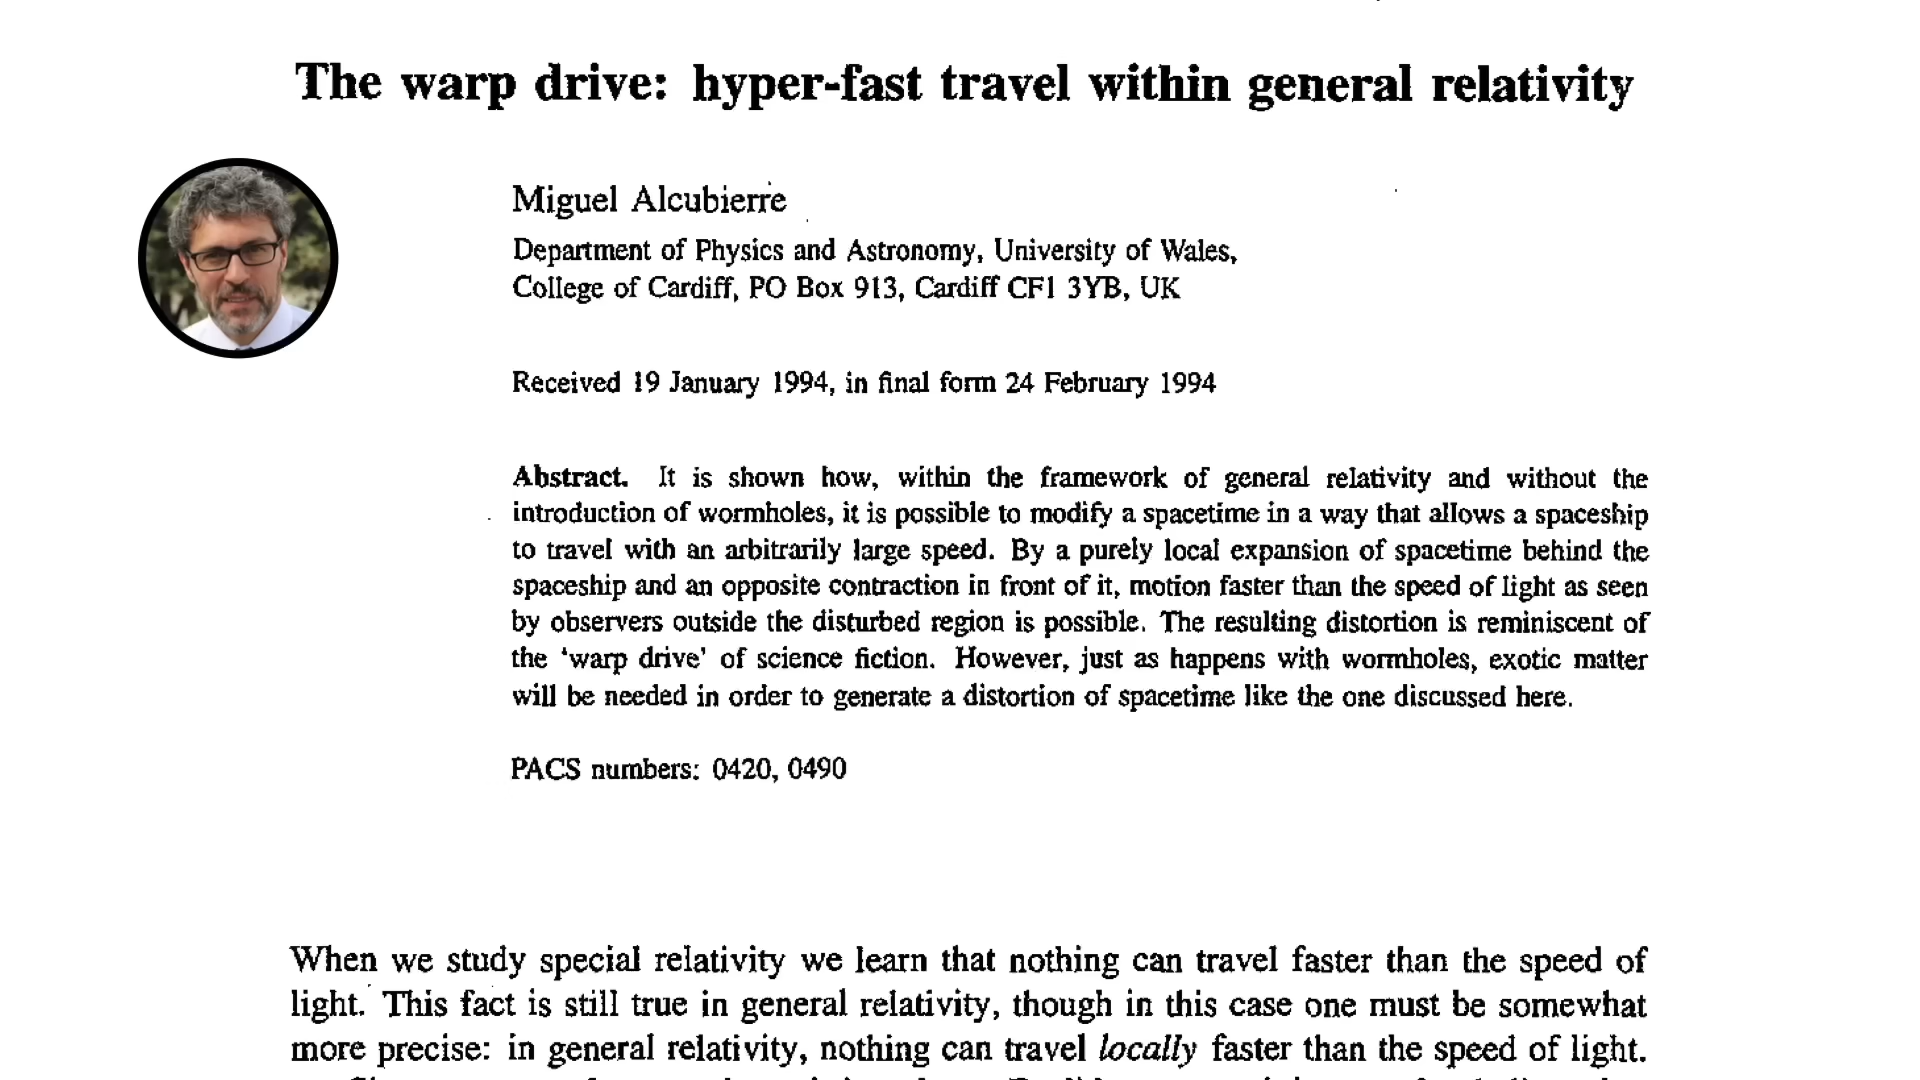 The warp drive: hyper-fast travel within general relativity
Miguel Alcubierre
Department of Physics and Astronomy, University of Wales,
College of Cardiff, PO Box 913, Cardiff CF1 3YB, UK
Received 19 January 1994, in final form 24 February 1994
Abstract. It is shown how, within the framework of general relativity and without the
introduction of wormholes, it is possible to modify a spacetime in a way that allows a spaceship
to travel with an arbitrarily large speed. By a purely local expansion of spacetime behind the
spaceship and an opposite contraction in front of it, motion faster than the speed of light as seen
by observers outside the disturbed region is possible. The resulting distortion is reminiscent of
the ‘warp drive’ of science fiction. However, just as happens with wormholes, exotic matter
will be needed in order to generate a distortion of spacetime like the one discussed here.
PACS numbers: 0420, 0490
When we study special relativity we learn that nothing can travel faster than the speed of
light. This fact is still true in general relativity, though in this case one must be somewhat
more precise: in general relativity, nothing can travel locally faster than the speed of light.